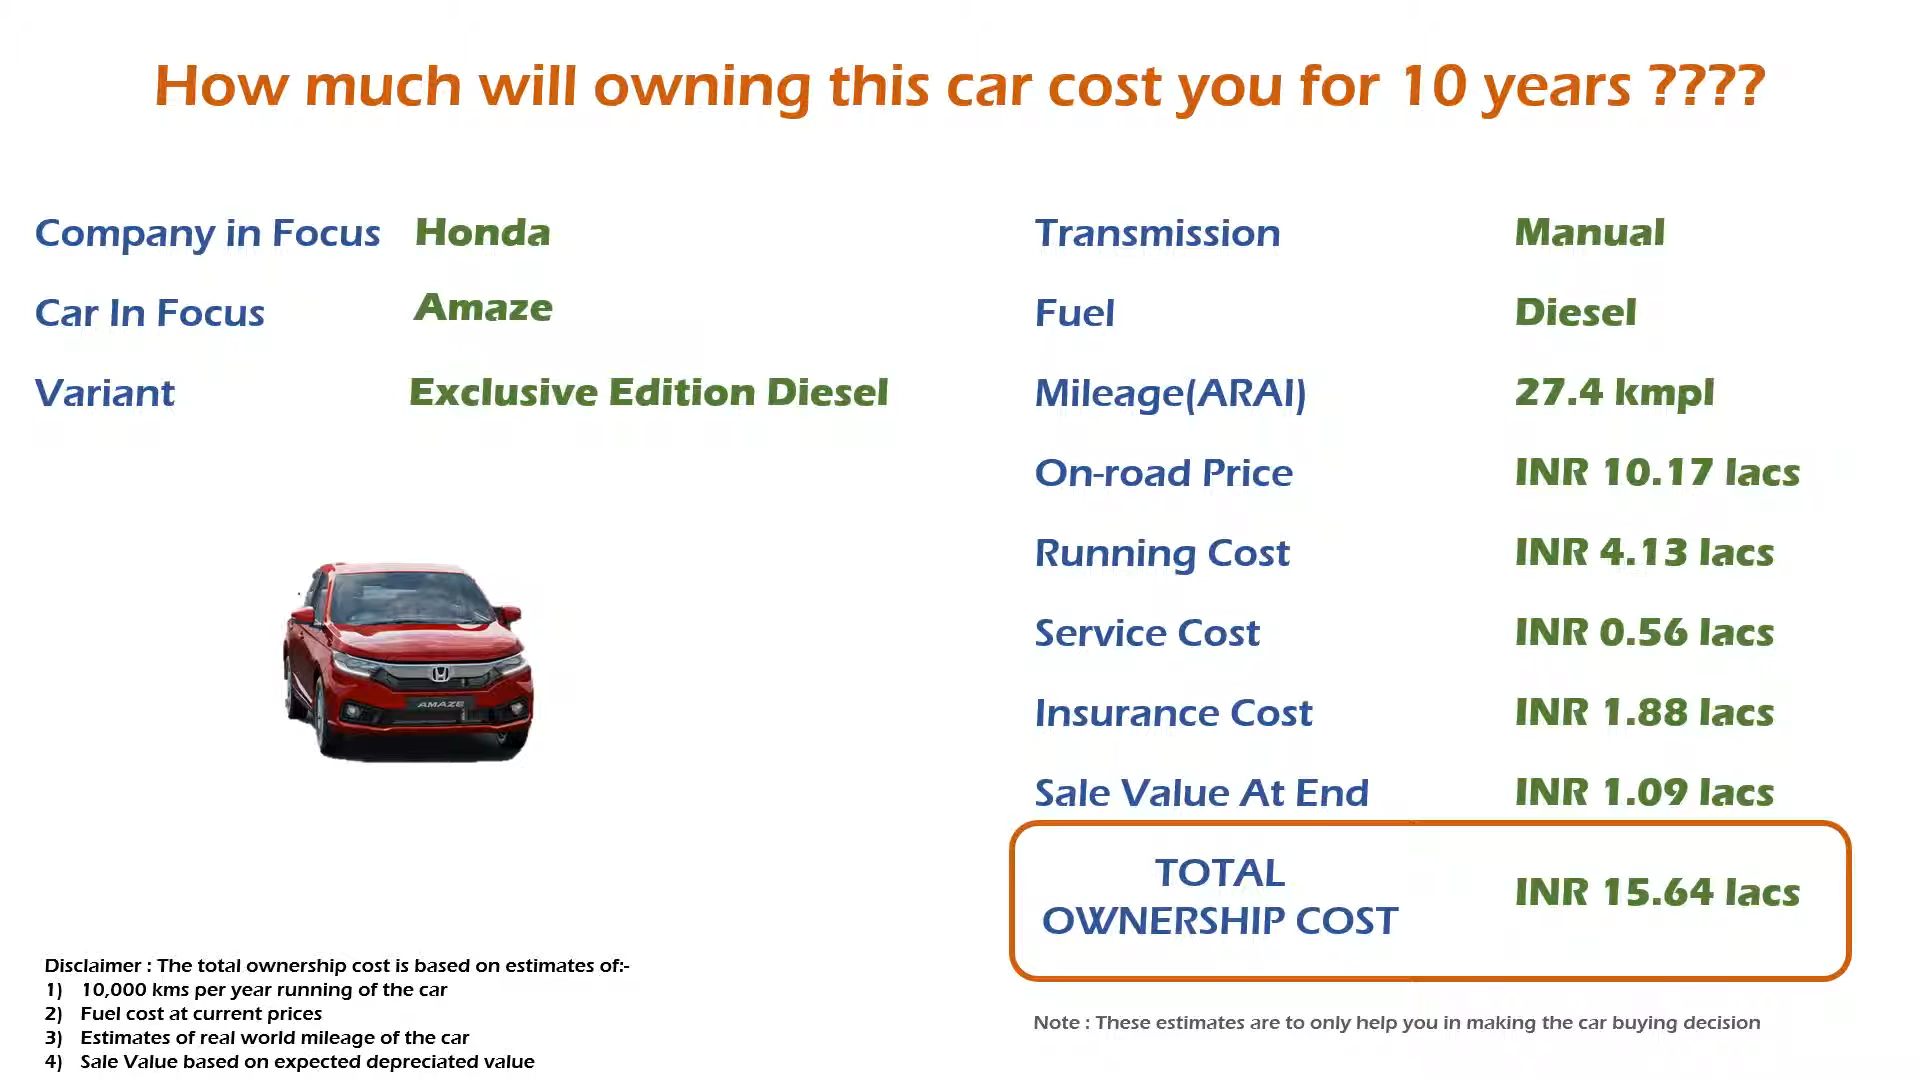 How much will owning this car cost you for 10 years ????
Company in Focus Honda
Car In Focus Amaze
Variant Exclusive Edition Diesel
Transmission Manual
Fuel Diesel
Mileage(ARAI) 27.4 kmpl
On-road Price INR 10.17 lacs
Running Cost INR 4.13 lacs
Service Cost INR 0.56 lacs
Insurance Cost INR 1.88 lacs
Sale Value At End INR 1.09 lacs
TOTAL
OWNERSHIP COST INR 15.64 lacs
AMAZE
Disclaimer : The total ownership cost is based on estimates of:-
1) 10,000 kms per year running of the car
2) Fuel cost at current prices
3) Estimates of real world mileage of the car
4) Sale Value based on expected depreciated value
Note : These estimates are to only help you in making the car buying decision